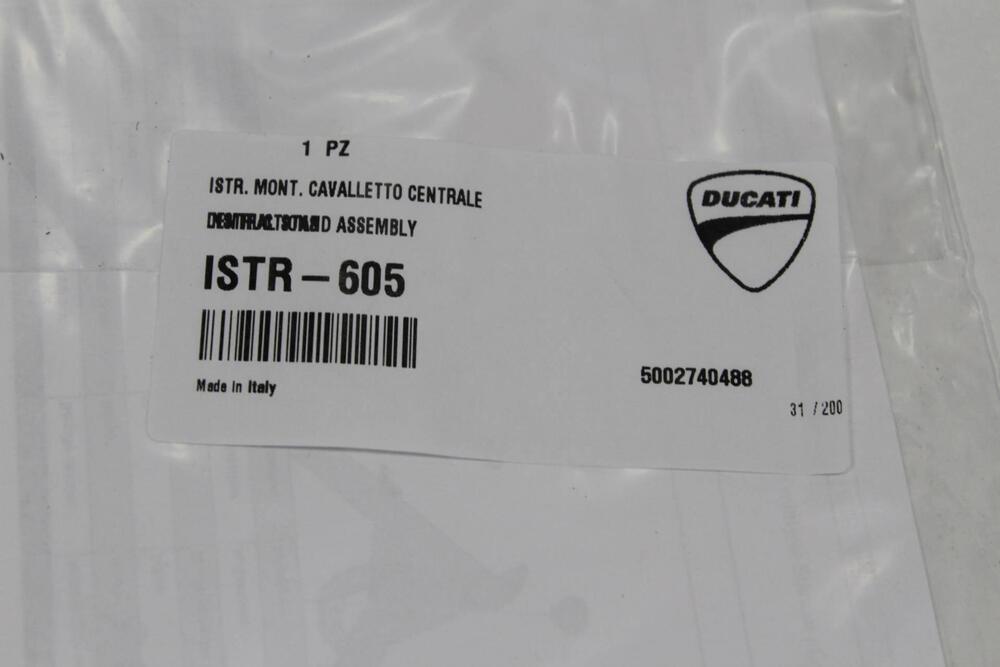 1 PZ
ISTR. MONT. CAVALLETTO CENTRALE
ASSEMBLY
ISTR-605
Made in Italy
DUCATI
5002740488
31 / 200